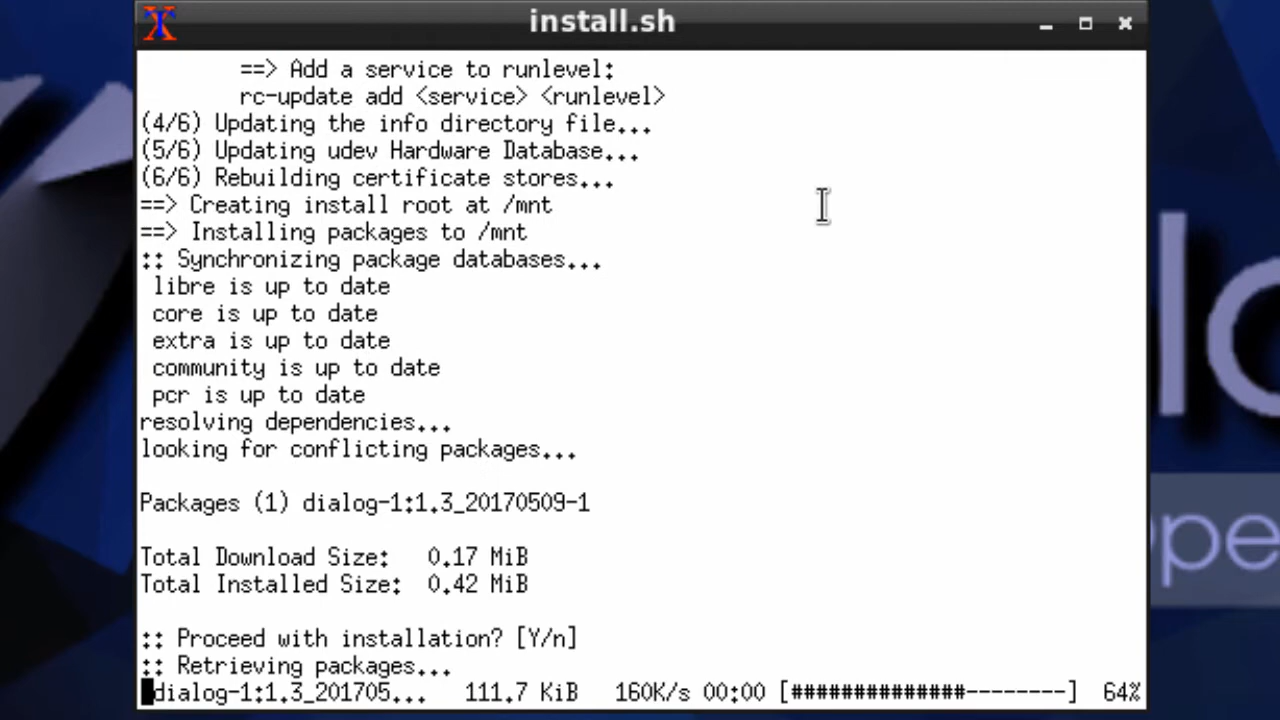 install.sh
==> Add a service to runlevel:
rc-update add <service> <runlevel>
(4/6) Updating the info directory file...
(5/6) Updating udev Hardware Database...
(6/6) Rebuilding certificate stores...
==> Creating install root at /mnt
==> Installing packages to /mnt
:: Synchronizing package databases...
libre is up to date
core is up to date
extra is up to date
community is up to date
pcr is up to date
resolving dependencies...
looking for conflicting packages...
Packages (1) dialog-1:1.3_20170509-1
Total Download Size:   0.17 MiB
Total Installed Size:  0.42 MiB
:: Proceed with installation? [Y/n]
:: Retrieving packages...
dialog-1:1.3_201705...   111.7 KiB   160K/s 00:00 [##############--------]  64%